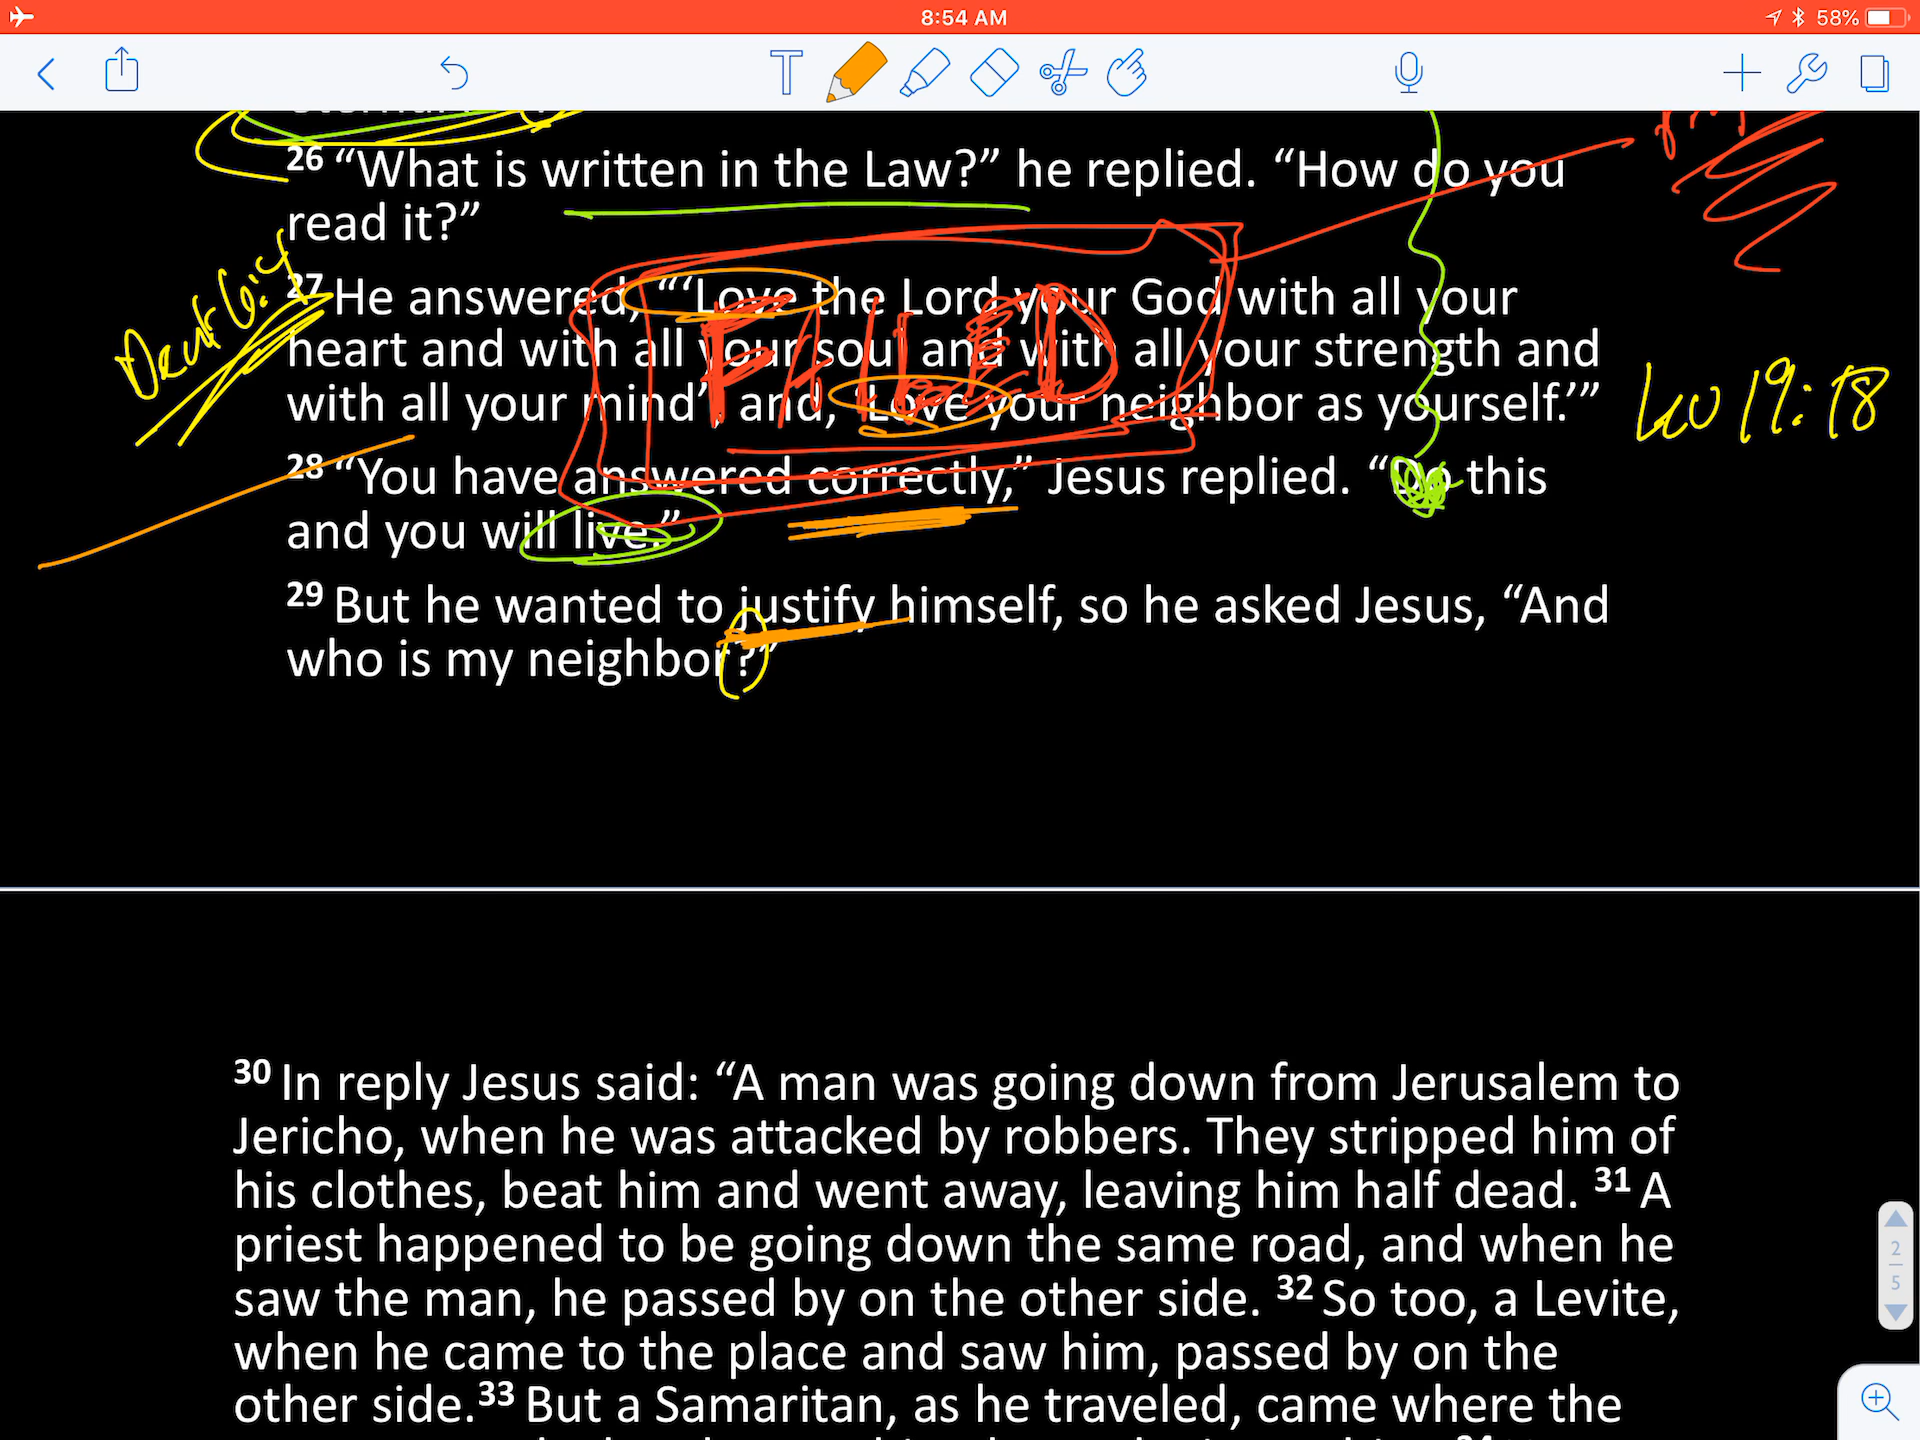 8:54 AM
58%
T
26 “What is written in the Law?” he replied. “How do you
read it?”
27 He answered, “‘Love the Lord your God with all your
heart and with all your soul and with all your strength and
with all your mind’; and, ‘Love your neighbor as yourself.’”
Deut 6:4
FAILED
Lev 19:18
28 “You have answered correctly,” Jesus replied. “Do this
and you will live.”
29 But he wanted to justify himself, so he asked Jesus, “And
who is my neighbor?”
30 In reply Jesus said: “A man was going down from Jerusalem to
Jericho, when he was attacked by robbers. They stripped him of
his clothes, beat him and went away, leaving him half dead. 31 A
priest happened to be going down the same road, and when he
saw the man, he passed by on the other side. 32 So too, a Levite,
when he came to the place and saw him, passed by on the
other side. 33 But a Samaritan, as he traveled, came where the
2
5